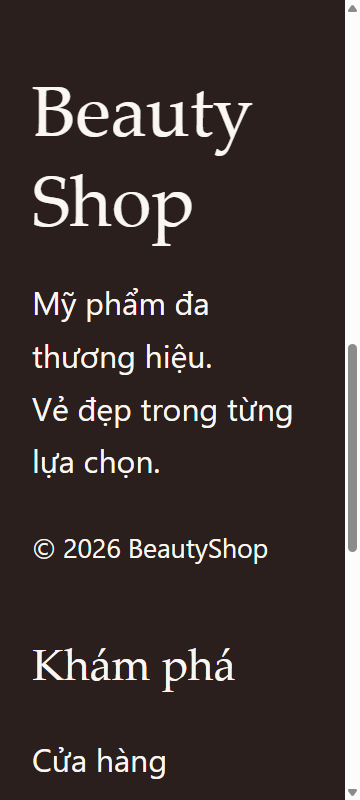 Beauty
Shop
Mỹ phẩm đa
thương hiệu.
Vẻ đẹp trong từng
lựa chọn.
© 2026 BeautyShop
Khám phá
Cửa hàng